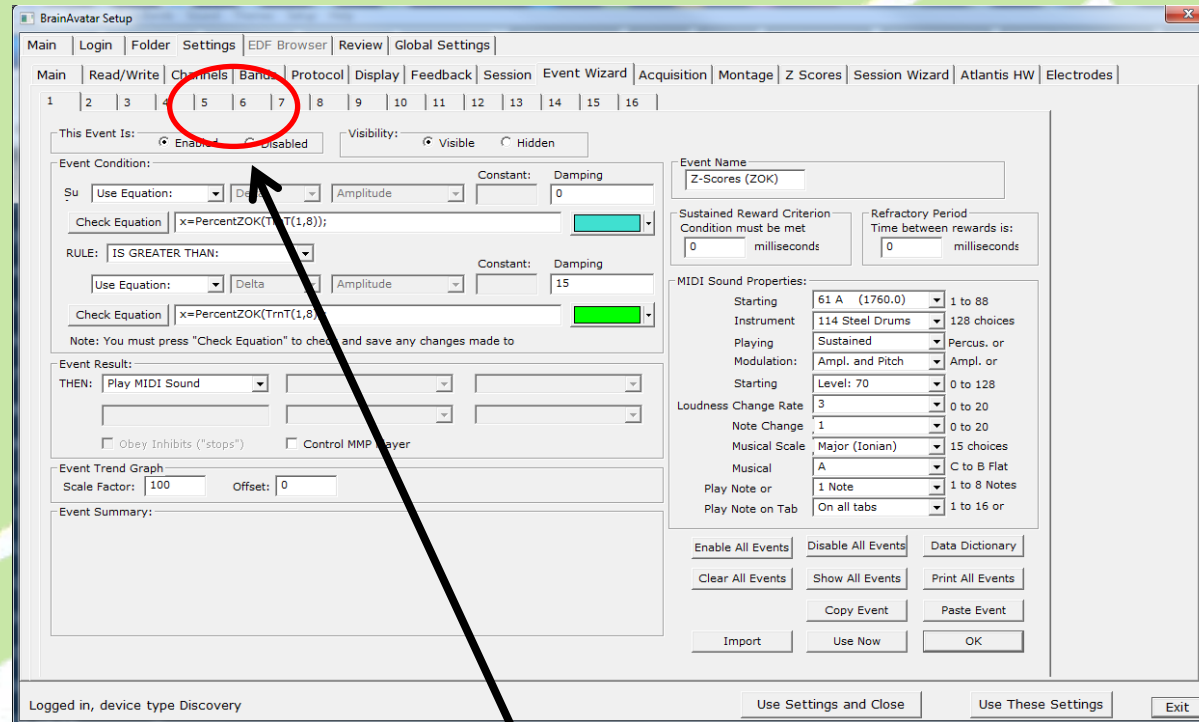 BrainAvatar Setup
Main Login Folder Settings EDF Browser Review Global Settings
Main Read/Write Channels Bands Protocol Display Feedback Session Event Wizard Acquisition Montage Z Scores Session Wizard Atlantis HW Electrodes
1 2 3 4 5 6 7 8 9 10 11 12 13 14 15 16
This Event Is: Enabled Disabled Visibility: Visible Hidden
Event Condition:
Constant: Damping
Su Use Equation: Delta Amplitude 0
Check Equation x=PercentZOK(TrnT(1,8));
RULE: IS GREATER THAN:
Constant: Damping
Use Equation: Delta Amplitude 15
Check Equation x=PercentZOK(TrnT(1,8));
Note: You must press "Check Equation" to check and save any changes made to
Event Result:
THEN: Play MIDI Sound
Obey Inhibits ("stops") Control MMP Player
Event Trend Graph
Scale Factor: 100 Offset: 0
Event Summary:
Event Name
Z-Scores (ZOK)
Sustained Reward Criterion
Condition must be met
0 milliseconds
Refractory Period
Time between rewards is:
0 milliseconds
MIDI Sound Properties:
Starting 61 A (1760.0) 1 to 88
Instrument 114 Steel Drums 128 choices
Playing Sustained Percus. or
Modulation: Ampl. and Pitch Ampl. or
Starting Level: 70 0 to 128
Loudness Change Rate 3 0 to 20
Note Change 1 0 to 20
Musical Scale Major (Ionian) 15 choices
Musical A C to B Flat
Play Note or 1 Note 1 to 8 Notes
Play Note on Tab On all tabs 1 to 16 or
Enable All Events Disable All Events Data Dictionary
Clear All Events Show All Events Print All Events
Copy Event Paste Event
Import Use Now OK
Logged in, device type Discovery Use Settings and Close Use These Settings Exit